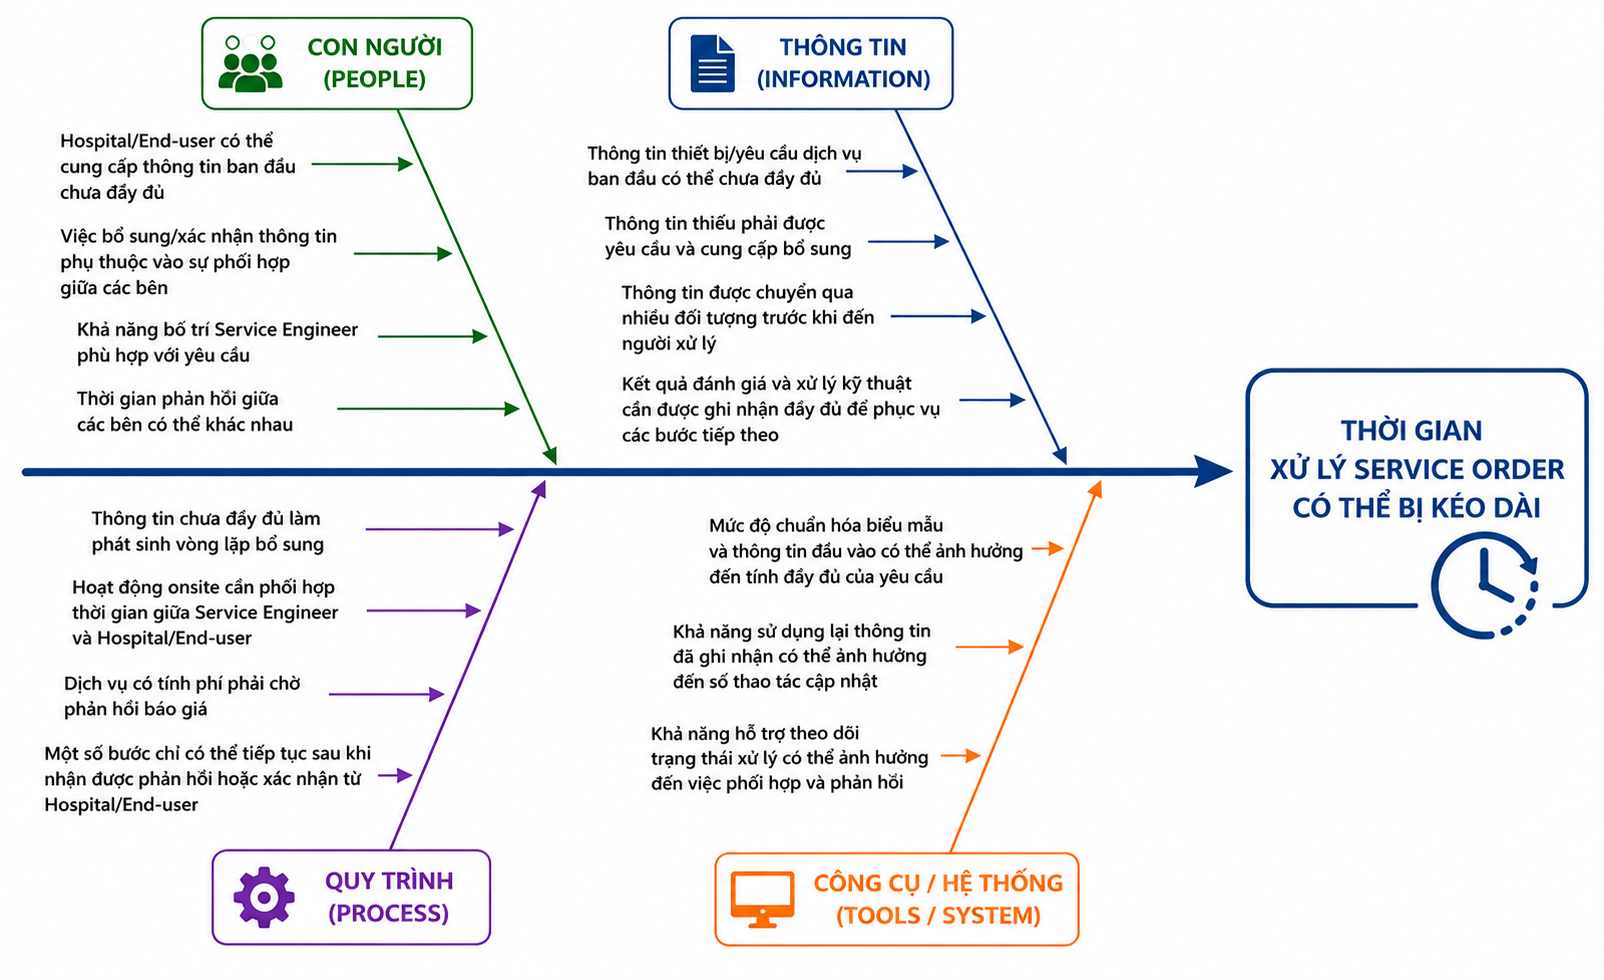 CON NGƯỜI
(PEOPLE)
Hospital/End-user có thể
cung cấp thông tin ban đầu
chưa đầy đủ
Việc bổ sung/xác nhận thông tin
phụ thuộc vào sự phối hợp
giữa các bên
Khả năng bố trí Service Engineer
phù hợp với yêu cầu
Thời gian phản hồi giữa
các bên có thể khác nhau
THÔNG TIN
(INFORMATION)
Thông tin thiết bị/yêu cầu dịch vụ
ban đầu có thể chưa đầy đủ
Thông tin thiếu phải được
yêu cầu và cung cấp bổ sung
Thông tin được chuyển qua
nhiều đối tượng trước khi đến
người xử lý
Kết quả đánh giá và xử lý kỹ thuật
cần được ghi nhận đầy đủ để phục vụ
các bước tiếp theo
THỜI GIAN
XỬ LÝ SERVICE ORDER
CÓ THỂ BỊ KÉO DÀI
Thông tin chưa đầy đủ làm
phát sinh vòng lặp bổ sung
Hoạt động onsite cần phối hợp
thời gian giữa Service Engineer
và Hospital/End-user
Dịch vụ có tính phí phải chờ
phản hồi báo giá
Một số bước chỉ có thể tiếp tục sau khi
nhận được phản hồi hoặc xác nhận từ
Hospital/End-user
QUY TRÌNH
(PROCESS)
Mức độ chuẩn hóa biểu mẫu
và thông tin đầu vào có thể ảnh hưởng
đến tính đầy đủ của yêu cầu
Khả năng sử dụng lại thông tin
đã ghi nhận có thể ảnh hưởng
đến số thao tác cập nhật
Khả năng hỗ trợ theo dõi
trạng thái xử lý có thể ảnh hưởng
đến việc phối hợp và phản hồi
CÔNG CỤ / HỆ THỐNG
(TOOLS / SYSTEM)